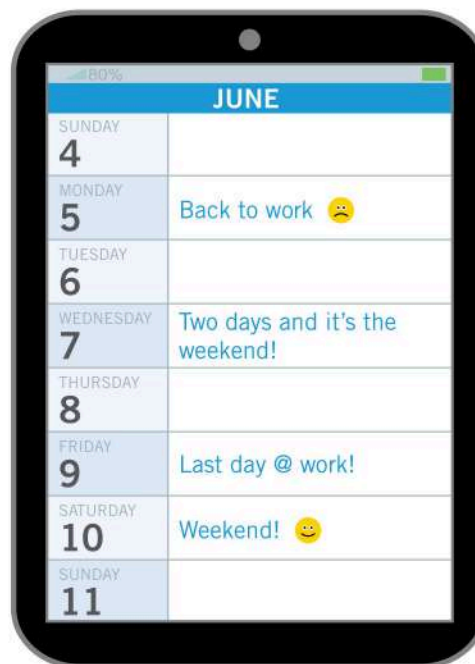 80%
JUNE
SUNDAY
4
MONDAY
5
Back to work
TUESDAY
6
WEDNESDAY
7
Two days and it's the
weekend!
THURSDAY
8
FRIDAY
9
Last day @ work!
SATURDAY
10
Weekend!
SUNDAY
11